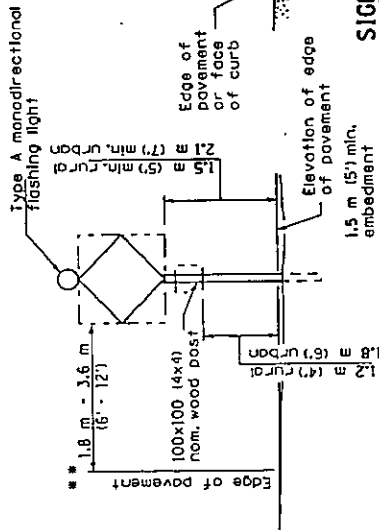 Type A monodirectional
flashing light
* *
1.8 m - 3.6 m
(6' - 12')
Edge of pavement
100x100 (4x4)
nom. wood post
1.5 m (5') min. rural
2.1 m (7') min. urban
1.2 m (4') rural
1.8 m (6') urban
Edge of
pavement
or face
of curb
Elevation of edge
of pavement
1.5 m (5') min.
embedment